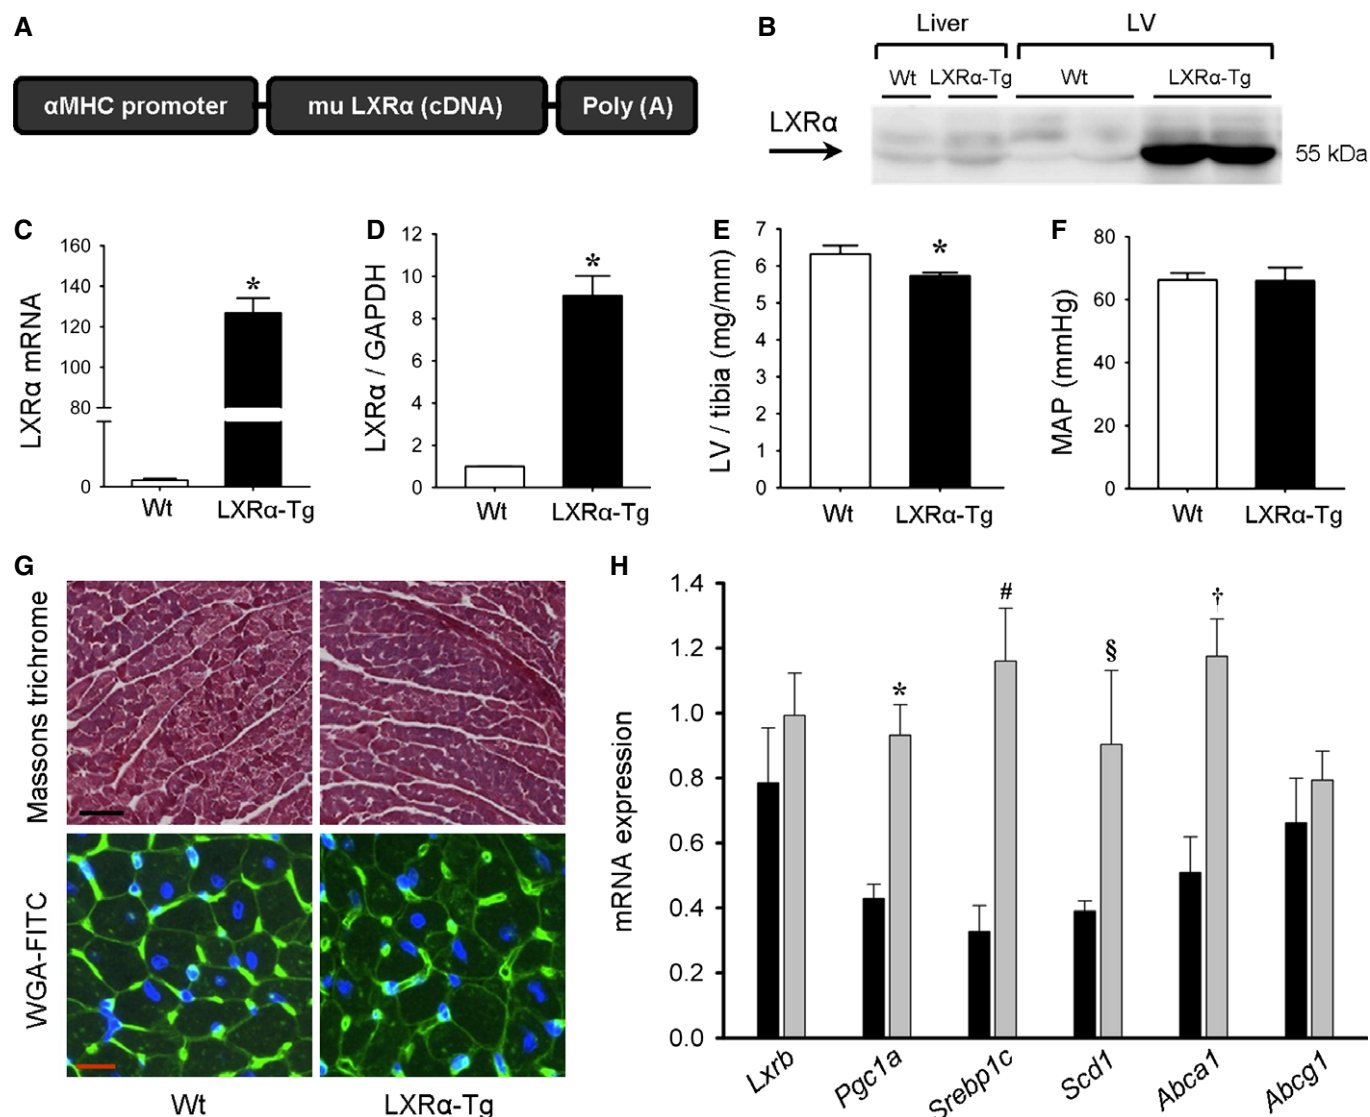 A
αMHC promoter
mu LXRα (cDNA)
Poly (A)
B
Liver
LV
Wt
LXRα-Tg
Wt
LXRα-Tg
LXRα
55 kDa
C
LXRα mRNA
160
140
120
100
80
0
Wt
LXRα-Tg
*
D
LXRα / GAPDH
12
10
8
6
4
2
0
Wt
LXRα-Tg
*
E
LV / tibia (mg/mm)
7
6
5
4
3
2
1
0
Wt
LXRα-Tg
*
F
MAP (mmHg)
80
60
40
20
0
Wt
LXRα-Tg
G
Massons trichrome
WGA-FITC
Wt
LXRα-Tg
H
mRNA expression
1.4
1.2
1.0
0.8
0.6
0.4
0.2
0.0
*
#
§
†
Lxrb
Pgc1a
Srebp1c
Scd1
Abca1
Abcg1